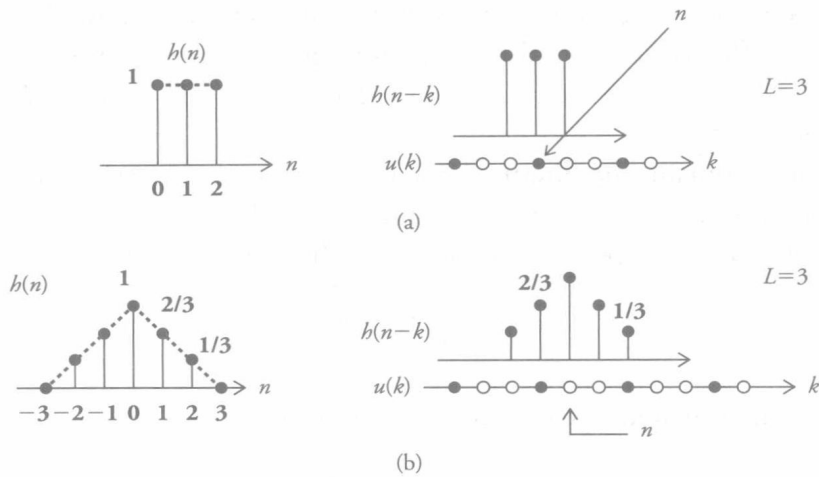 h(n)
1
n
0 1 2
n
h(n−k)
L=3
u(k)
k
(a)
h(n)
1
2/3
1/3
n
−3 −2 −1 0 1 2 3
2/3
1/3
L=3
h(n−k)
u(k)
k
n
(b)